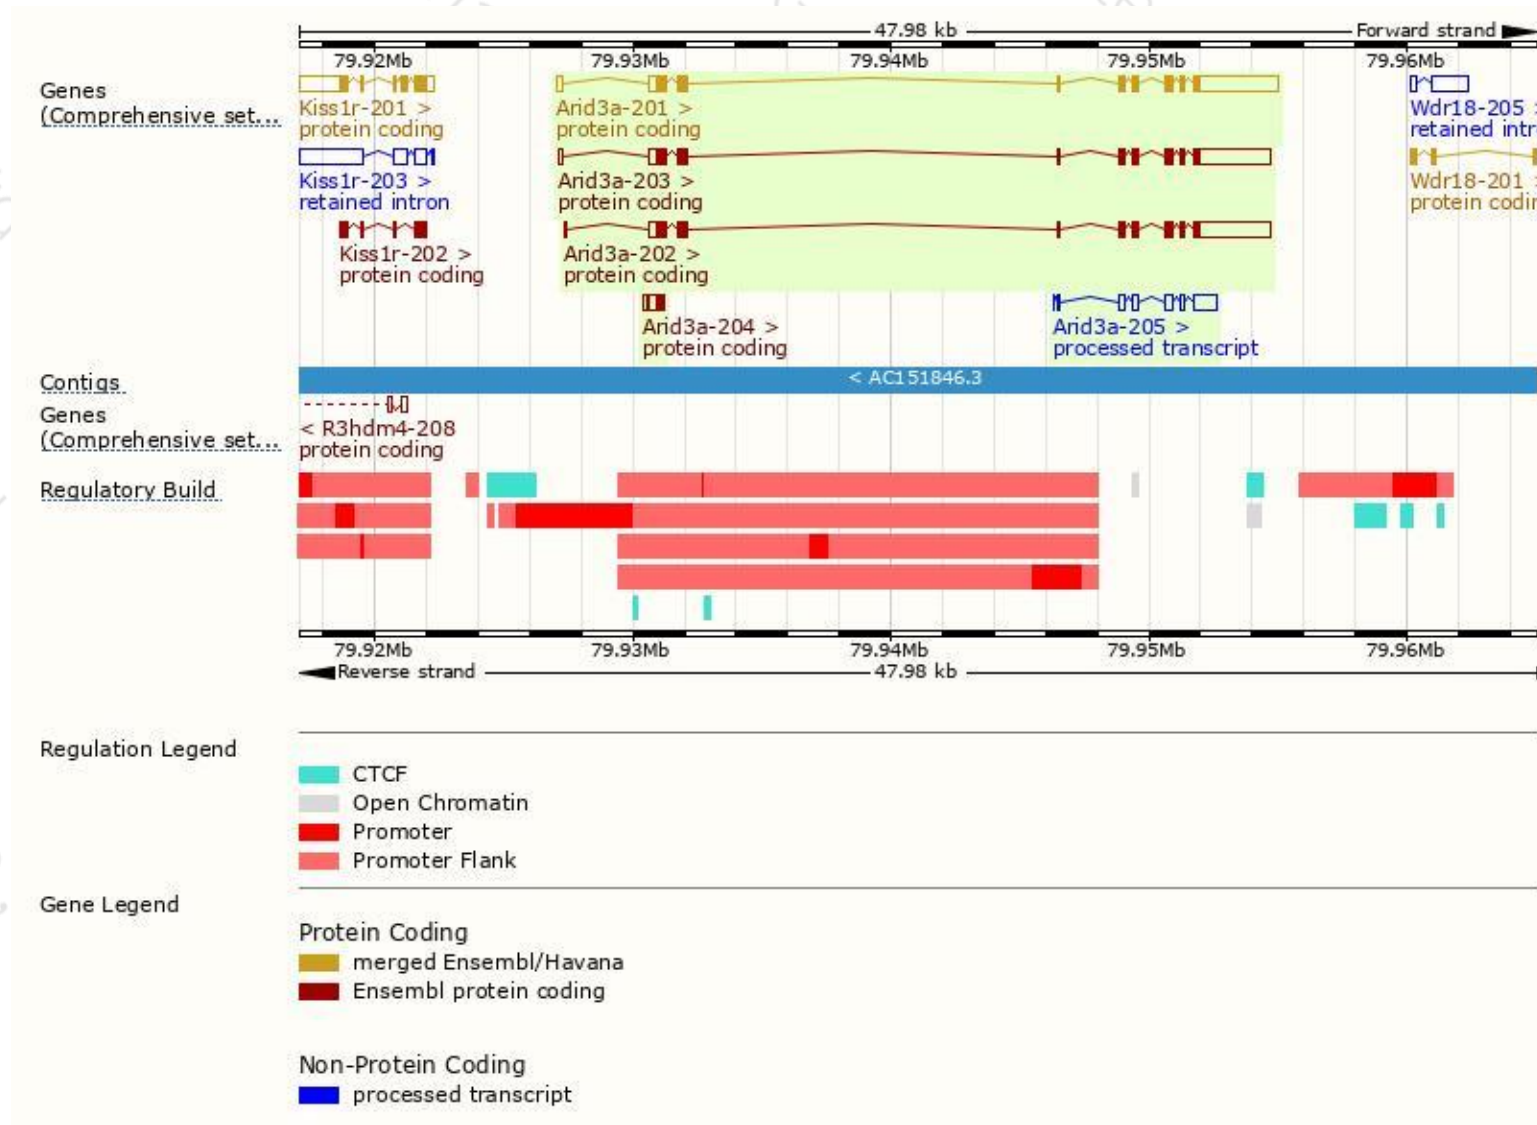 47.98 kb Forward strand
79.92Mb 79.93Mb 79.94Mb 79.95Mb 79.96Mb
Genes
(Comprehensive set...
Kiss1r-201 >
protein coding
Arid3a-201 >
protein coding
Wdr18-205 >
retained intr
Kiss1r-203 >
retained intron
Arid3a-203 >
protein coding
Wdr18-201 >
protein codin
Kiss1r-202 >
protein coding
Arid3a-202 >
protein coding
Arid3a-204 >
protein coding
Arid3a-205 >
processed transcript
Contigs
< AC151846.3
Genes
(Comprehensive set...
< R3hdm4-208
protein coding
Regulatory Build
79.92Mb 79.93Mb 79.94Mb 79.95Mb 79.96Mb
Reverse strand 47.98 kb
Regulation Legend
CTCF
Open Chromatin
Promoter
Promoter Flank
Gene Legend
Protein Coding
merged Ensembl/Havana
Ensembl protein coding
Non-Protein Coding
processed transcript